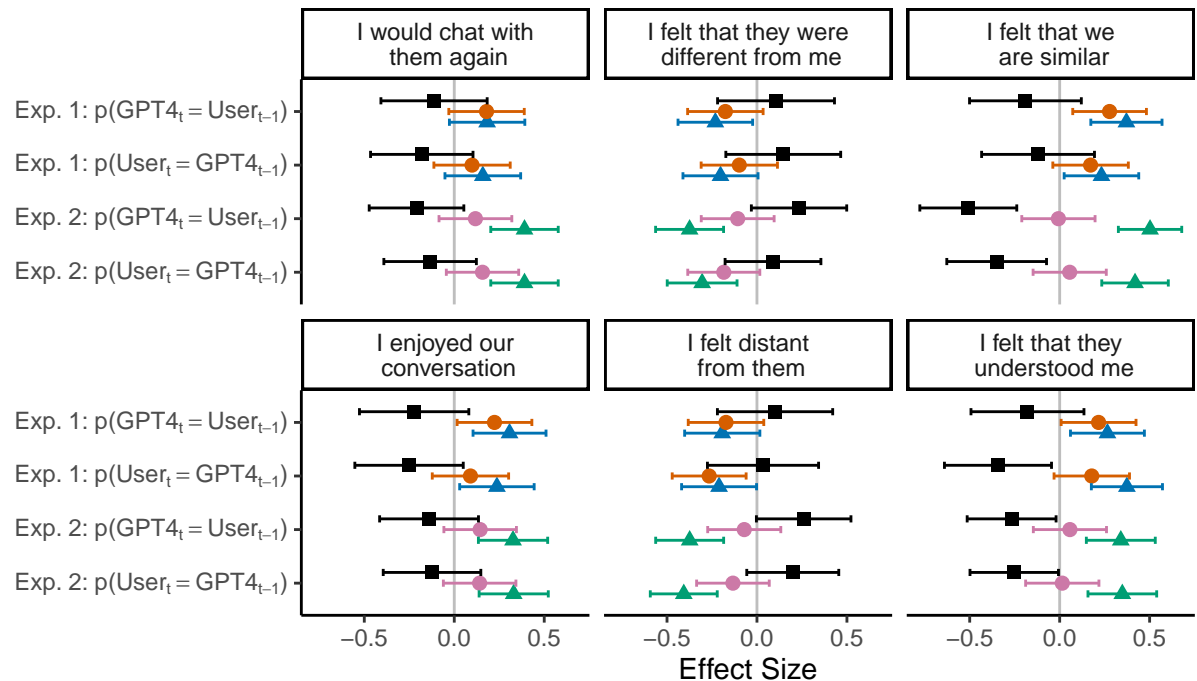 I would chat with
them again
I felt that they were
different from me
I felt that we
are similar
Exp. 1: p(GPT4ₜ = Userₜ₋₁)
Exp. 1: p(Userₜ = GPT4ₜ₋₁)
Exp. 2: p(GPT4ₜ = Userₜ₋₁)
Exp. 2: p(Userₜ = GPT4ₜ₋₁)
I enjoyed our
conversation
I felt distant
from them
I felt that they
understood me
Exp. 1: p(GPT4ₜ = Userₜ₋₁)
Exp. 1: p(Userₜ = GPT4ₜ₋₁)
Exp. 2: p(GPT4ₜ = Userₜ₋₁)
Exp. 2: p(Userₜ = GPT4ₜ₋₁)
−0.5 0.0 0.5 −0.5 0.0 0.5 −0.5 0.0 0.5
Effect Size